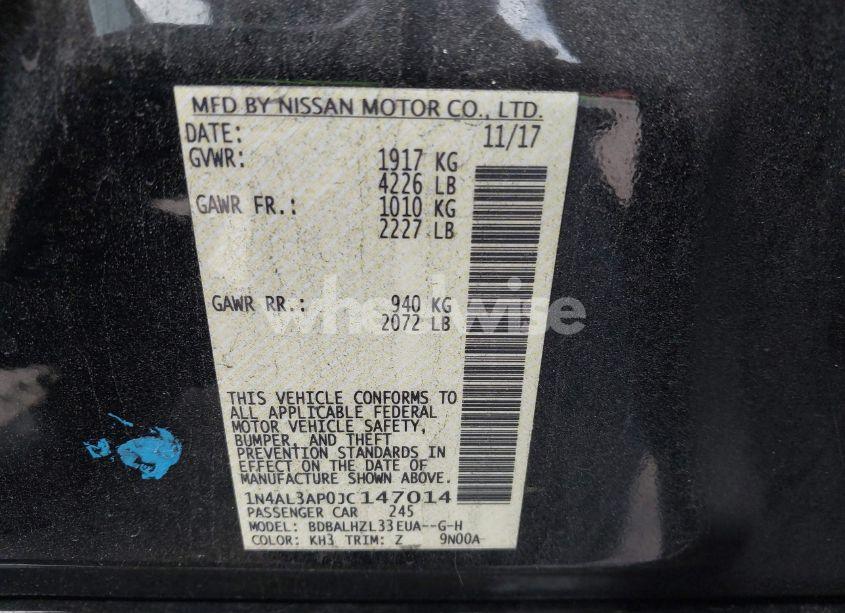 MFD BY NISSAN MOTOR CO., LTD.
DATE: 11/17
GVWR: 1917 KG
4226 LB
GAWR FR.: 1010 KG
2227 LB
GAWR RR.: 940 KG
2072 LB
wheelwise
THIS VEHICLE CONFORMS TO
ALL APPLICABLE FEDERAL
MOTOR VEHICLE SAFETY,
BUMPER, AND THEFT
PREVENTION STANDARDS IN
EFFECT ON THE DATE OF
MANUFACTURE SHOWN ABOVE.
1N4AL3AP0JC147014
PASSENGER CAR 245
MODEL: BDBALHZL33EUA--G-H
COLOR: KH3 TRIM: Z 9N00A